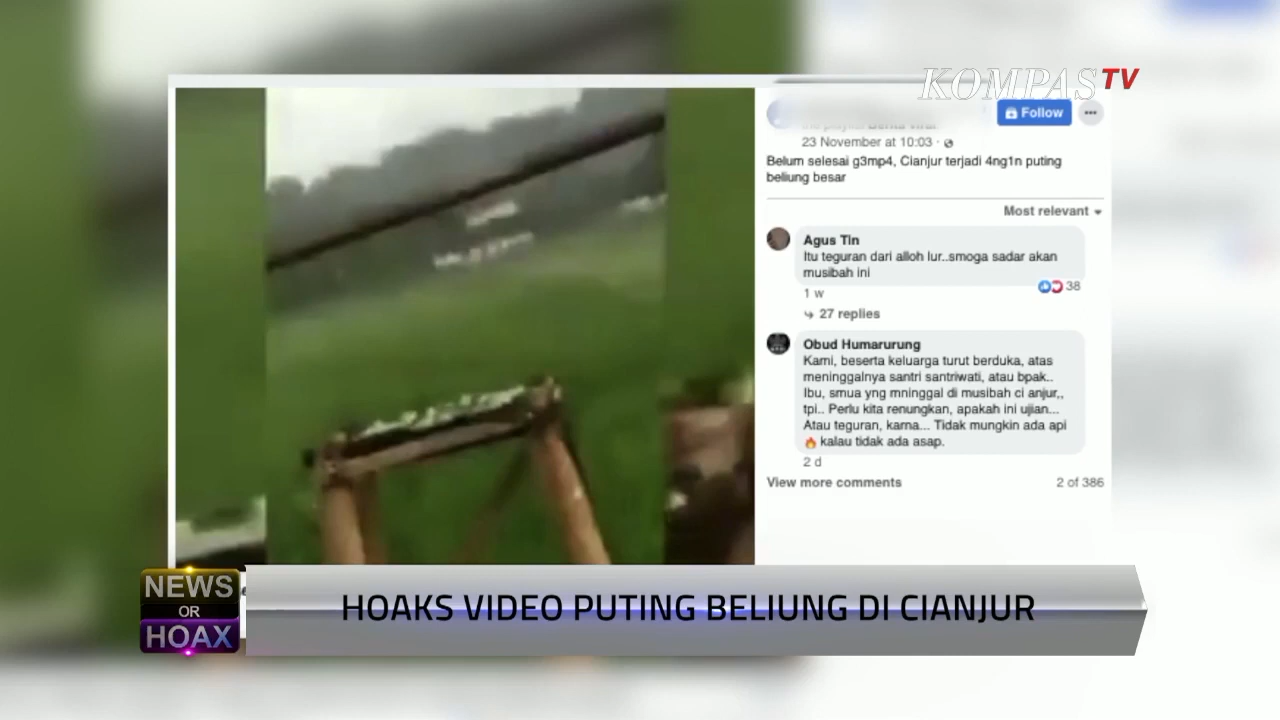 KOMPAS TV
Follow
Berita Viral
23 November at 10:03 ·
Belum selesai g3mp4, Cianjur terjadi 4ng1n puting
beliung besar
Most relevant
Agus Tin
Itu teguran dari alloh lur..smoga sadar akan
musibah ini
38
1 w
27 replies
Obud Humarurung
Kami, beserta keluarga turut berduka, atas
meninggalnya santri santriwati, atau bpak..
Ibu, smua yng mninggal di musibah ci anjur,,
tpi.. Perlu kita renungkan, apakah ini ujian...
Atau teguran, karna... Tidak mungkin ada api
🔥 kalau tidak ada asap.
2 d
View more comments
2 of 386
NEWS
OR
HOAX
HOAKS VIDEO PUTING BELIUNG DI CIANJUR